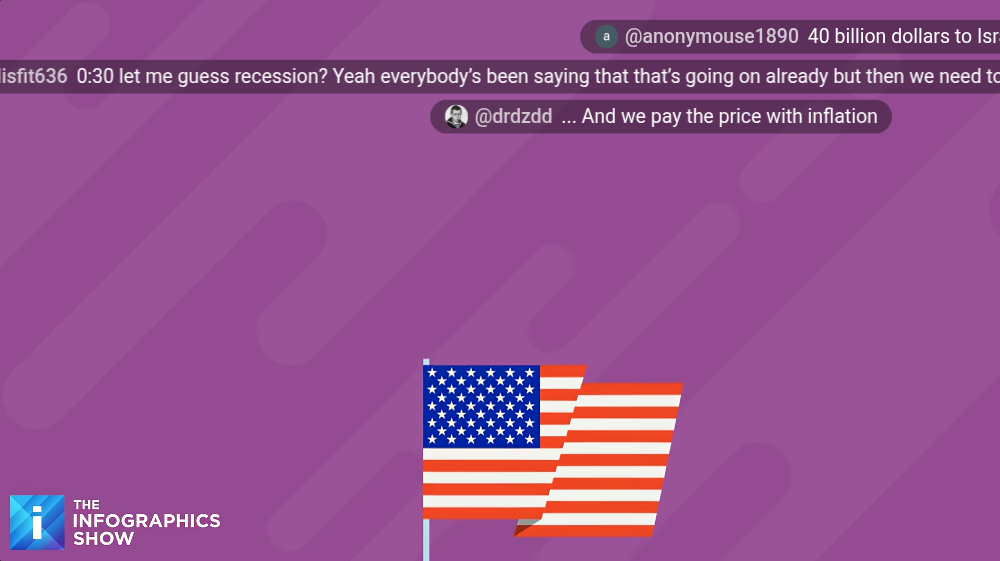 a @anonymouse1890 40 billion dollars to Isr
isfit636 0:30 let me guess recession? Yeah everybody’s been saying that that’s going on already but then we need to
@drdzdd ... And we pay the price with inflation
i
THE
INFOGRAPHICS
SHOW